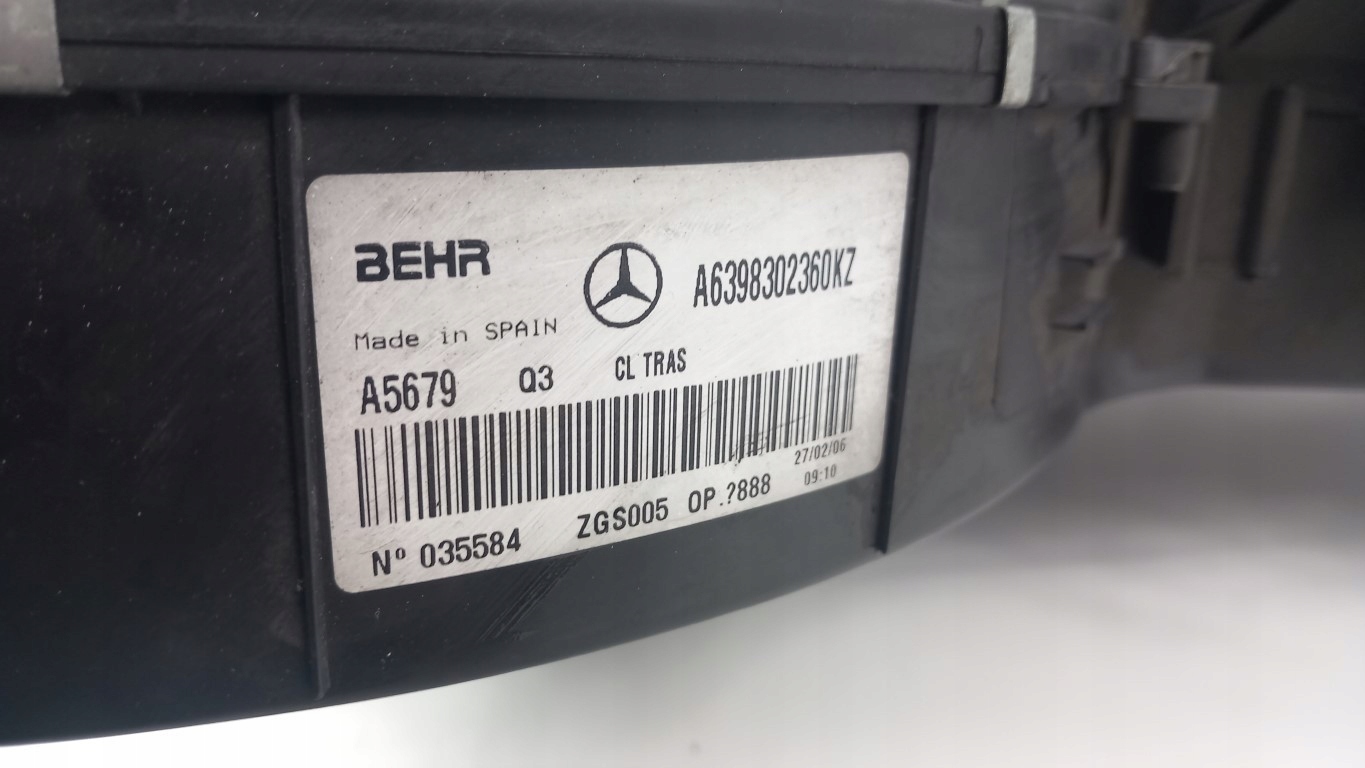 BEHR
A6398302360KZ
Made in SPAIN
A5679 Q3 CL TRAS
27/02/06
09:10
Nº 035584 ZGS005 OP.?888